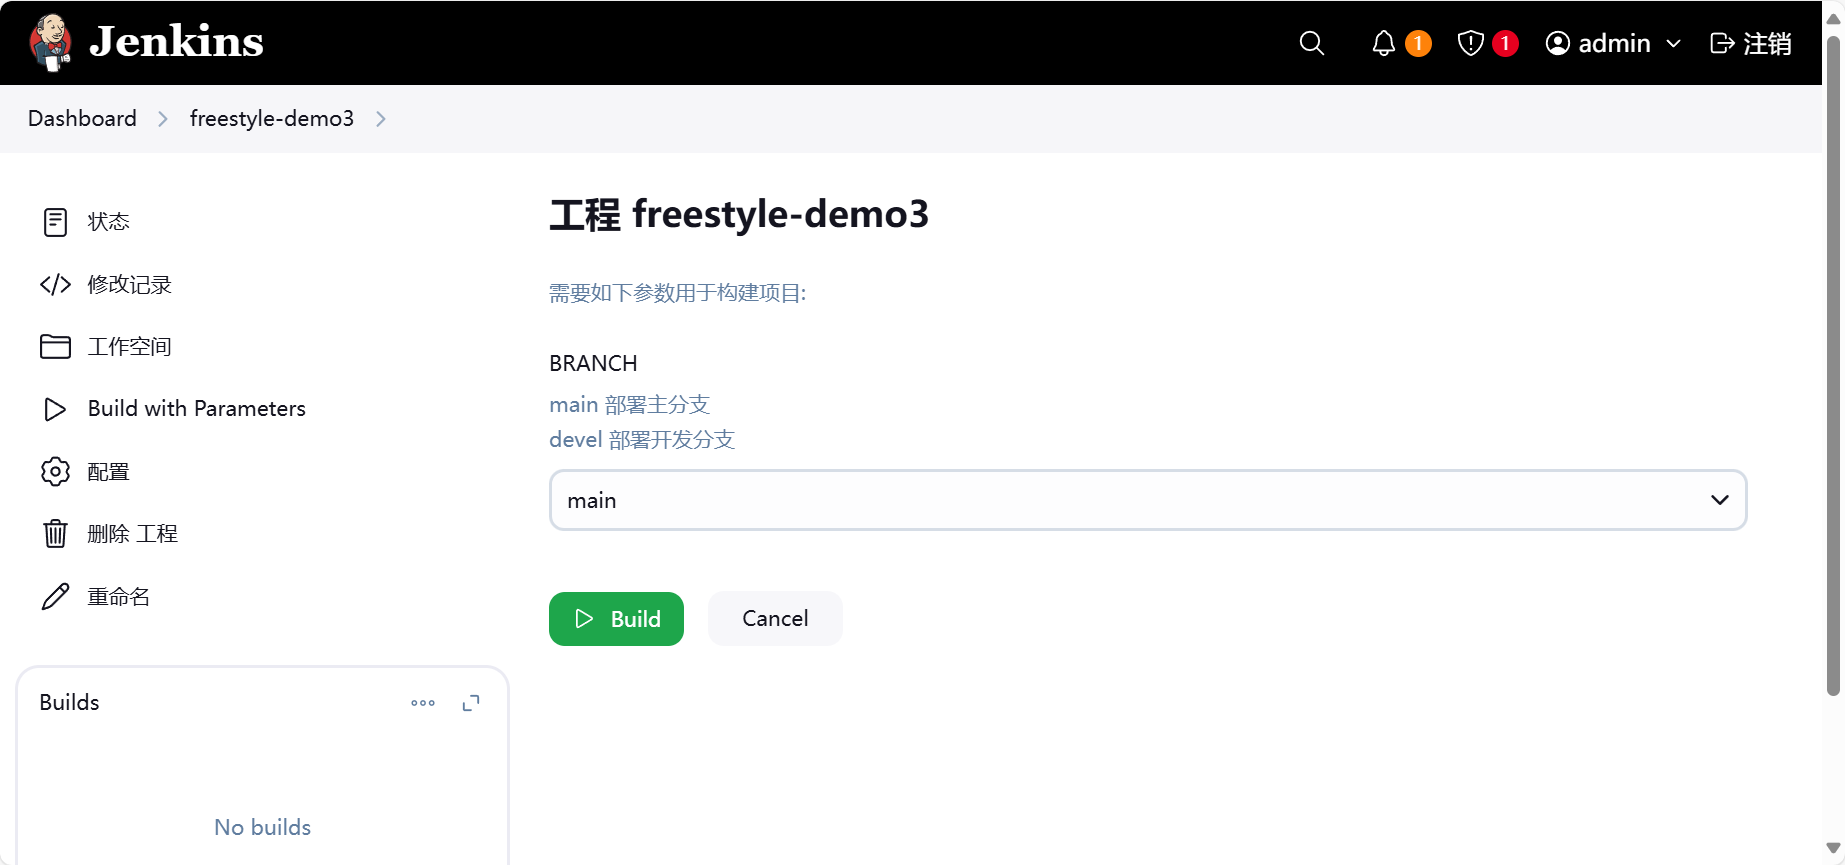 Jenkins
1
1
admin
注销
Dashboard
freestyle-demo3
状态
修改记录
工作空间
Build with Parameters
配置
删除 工程
重命名
Builds
No builds
工程 freestyle-demo3
需要如下参数用于构建项目:
BRANCH
main 部署主分支
devel 部署开发分支
main
Build
Cancel